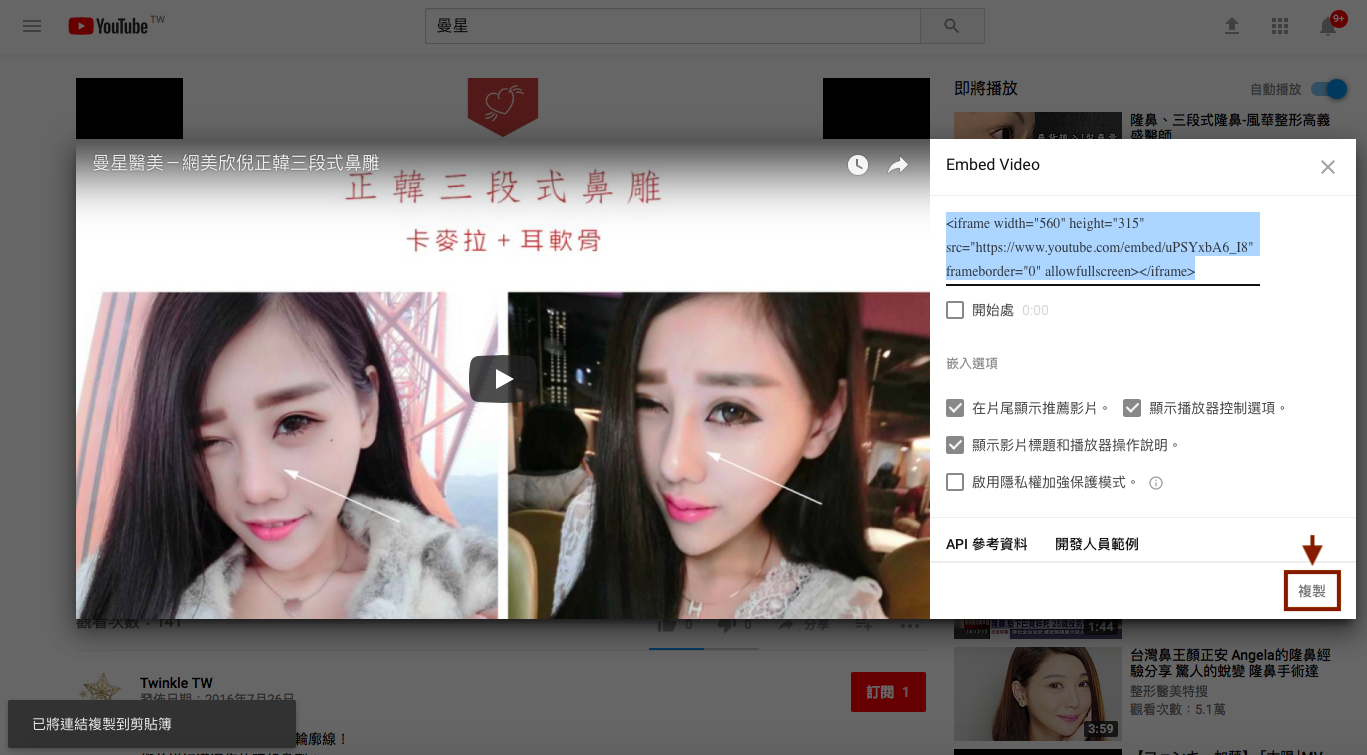 YouTube TW
曼星
9+
即將播放
自動播放
隆鼻、三段式隆鼻-風華整形高義
盛醫師
曼星醫美－網美欣倪正韓三段式鼻雕
正韓三段式鼻雕
卡麥拉 + 耳軟骨
Embed Video
<iframe width="560" height="315"
src="https://www.youtube.com/embed/uPSYxbA6_I8"
frameborder="0" allowfullscreen></iframe>
開始處 0:00
嵌入選項
在片尾顯示推薦影片。 顯示播放器控制選項。
顯示影片標題和播放器操作說明。
啟用隱私權加強保護模式。
API 參考資料 開發人員範例
複製
觀看次數：141
0 0 分享
1:44
Twinkle TW
發佈日期：2016年7月26日
訂閱 1
已將連結複製到剪貼簿
輪廓線！
台灣鼻王顏正安 Angela的隆鼻經
驗分享 驚人的蛻變 隆鼻手術達
整形醫美特搜
觀看次數：5.1萬
3:59